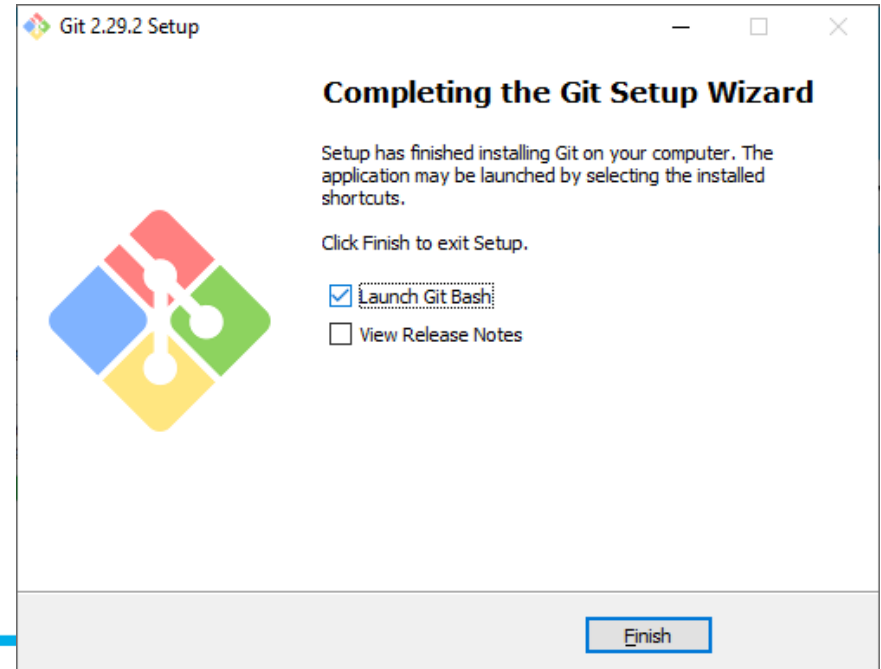 Git 2.29.2 Setup
Completing the Git Setup Wizard
Setup has finished installing Git on your computer. The
application may be launched by selecting the installed
shortcuts.
Click Finish to exit Setup.
Launch Git Bash
View Release Notes
Finish